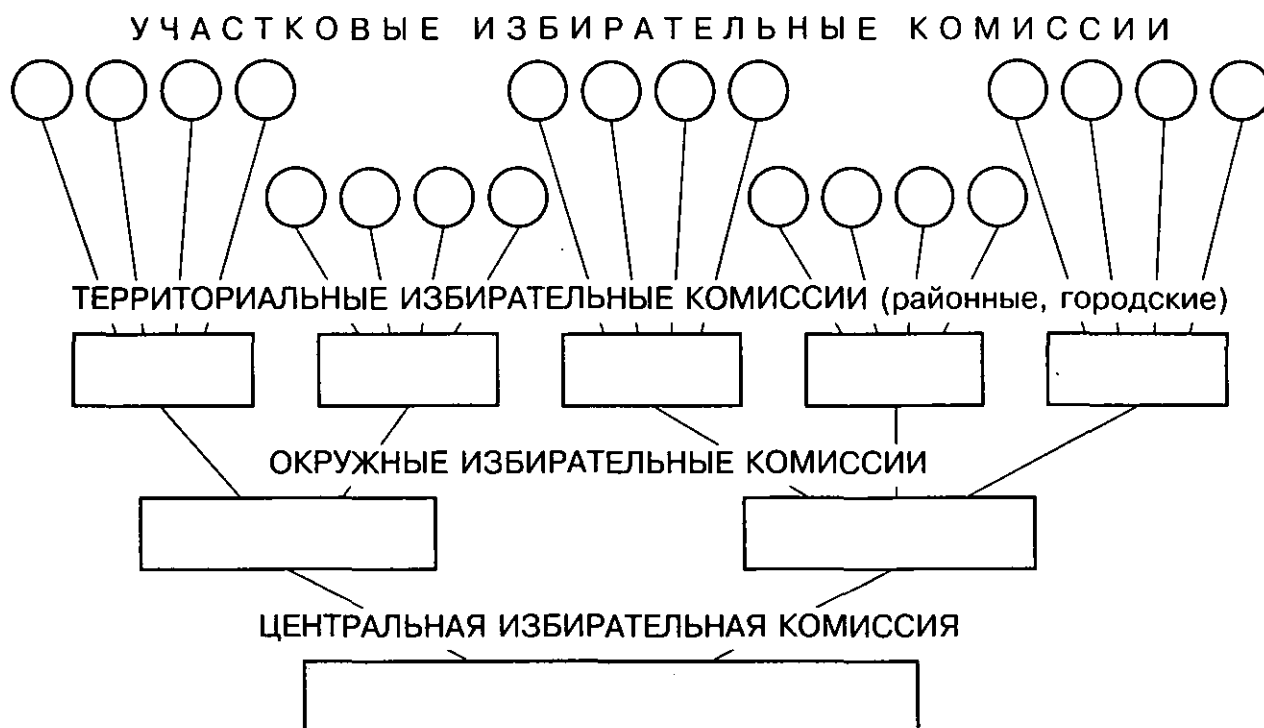 УЧАСТКОВЫЕ ИЗБИРАТЕЛЬНЫЕ КОМИССИИ
ТЕРРИТОРИАЛЬНЫЕ ИЗБИРАТЕЛЬНЫЕ КОМИССИИ (районные, городские)
ОКРУЖНЫЕ ИЗБИРАТЕЛЬНЫЕ КОМИССИИ
ЦЕНТРАЛЬНАЯ ИЗБИРАТЕЛЬНАЯ КОМИССИЯ